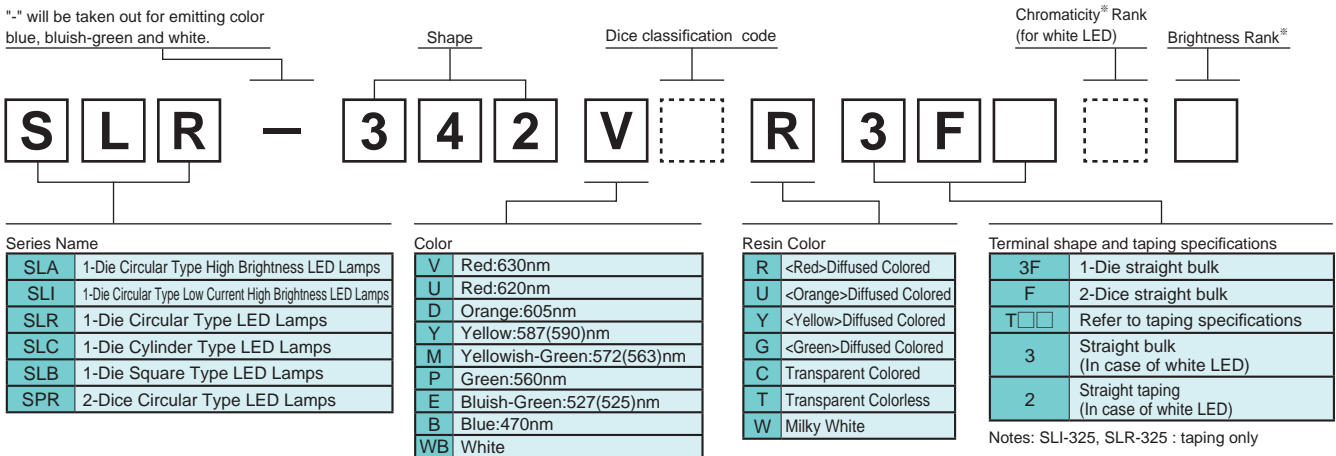 "-" will be taken out for emitting color
blue, bluish-green and white.
Shape
Dice classification code
Chromaticity※ Rank
(for white LED)
Brightness Rank※
S L R – 3 4 2 V R 3 F
Series Name
SLA 1-Die Circular Type High Brightness LED Lamps
SLI 1-Die Circular Type Low Current High Brightness LED Lamps
SLR 1-Die Circular Type LED Lamps
SLC 1-Die Cylinder Type LED Lamps
SLB 1-Die Square Type LED Lamps
SPR 2-Dice Circular Type LED Lamps
Color
V Red:630nm
U Red:620nm
D Orange:605nm
Y Yellow:587(590)nm
M Yellowish-Green:572(563)nm
P Green:560nm
E Bluish-Green:527(525)nm
B Blue:470nm
WB White
Resin Color
R <Red>Diffused Colored
U <Orange>Diffused Colored
Y <Yellow>Diffused Colored
G <Green>Diffused Colored
C Transparent Colored
T Transparent Colorless
W Milky White
Terminal shape and taping specifications
3F 1-Die straight bulk
F 2-Dice straight bulk
T□□ Refer to taping specifications
3 Straight bulk
(In case of white LED)
2 Straight taping
(In case of white LED)
Notes: SLI-325, SLR-325 : taping only